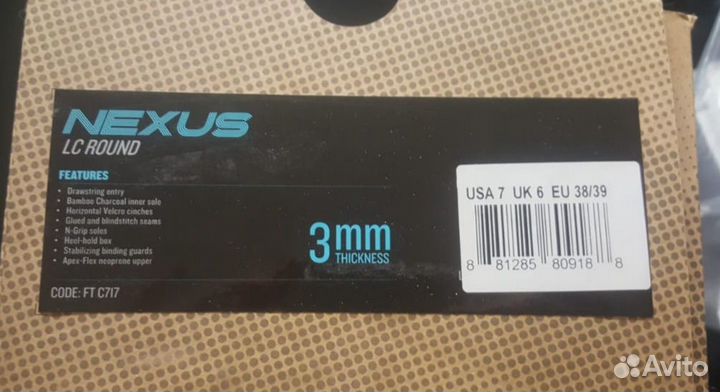 NEXUS
LC ROUND
FEATURES
• Drawstring entry
• Bamboo Charcoal inner sole
• Horizontal Velcro cinches
• Glued and blindstitch seams
• N-Grip soles
• Heel-hold box
• Stabilizing binding guards
• Apex-Flex neoprone upper
3mm
THICKNESS
CODE: FT C717
USA 7 UK 6 EU 38/39
8 81285 80918 8
Avito